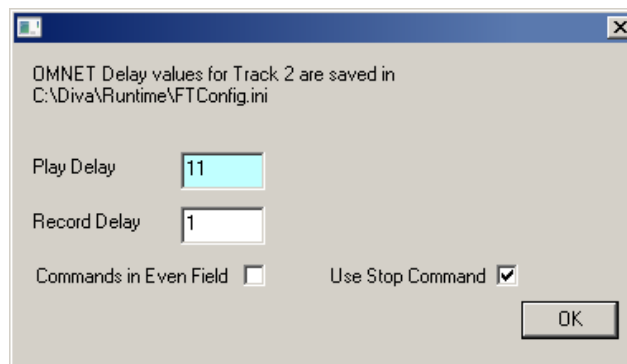 OMNET Delay values for Track 2 are saved in
C:\Diva\Runtime\FTConfig.ini
Play Delay 11
Record Delay 1
Commands in Even Field Use Stop Command
OK